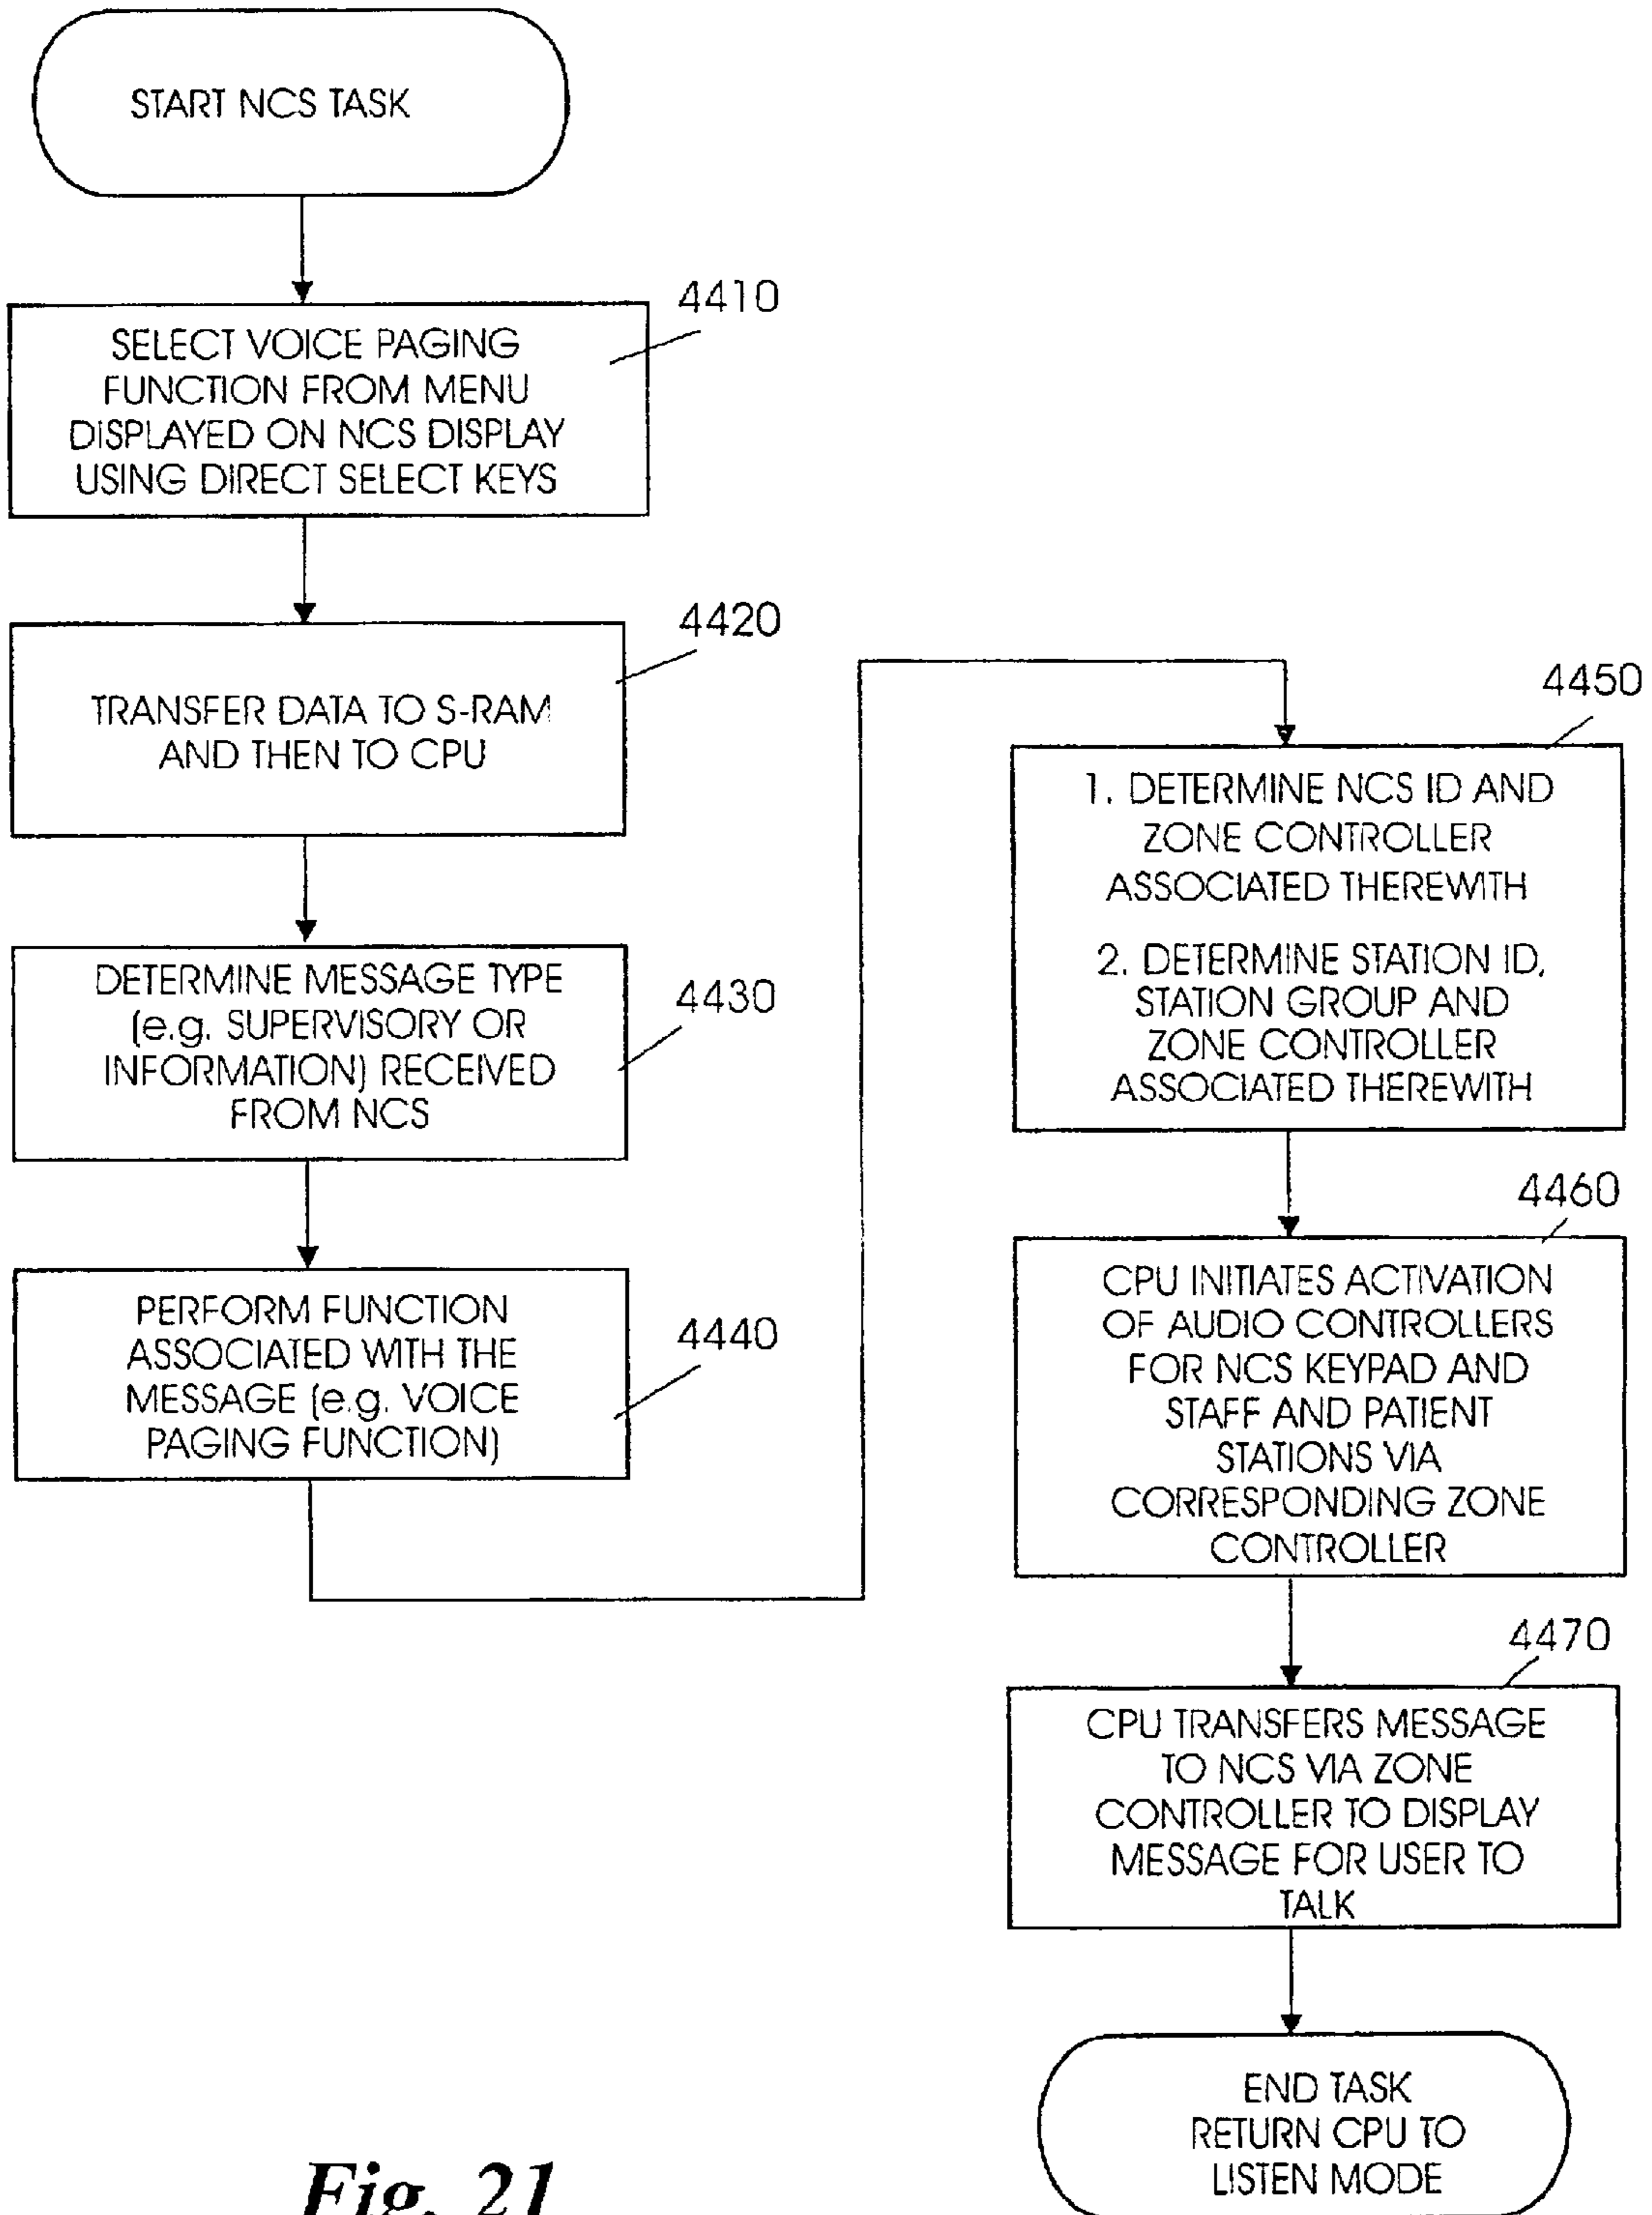 START NCS TASK
4410
SELECT VOICE PAGING
FUNCTION FROM MENU
DISPLAYED ON NCS DISPLAY
USING DIRECT SELECT KEYS
4420
TRANSFER DATA TO S-RAM
AND THEN TO CPU
4430
DETERMINE MESSAGE TYPE
(e.g. SUPERVISORY OR
INFORMATION) RECEIVED
FROM NCS
4440
PERFORM FUNCTION
ASSOCIATED WITH THE
MESSAGE (e.g. VOICE
PAGING FUNCTION)
4450
1. DETERMINE NCS ID AND
ZONE CONTROLLER
ASSOCIATED THEREWITH
2. DETERMINE STATION ID,
STATION GROUP AND
ZONE CONTROLLER
ASSOCIATED THEREWITH
4460
CPU INITIATES ACTIVATION
OF AUDIO CONTROLLERS
FOR NCS KEYPAD AND
STAFF AND PATIENT
STATIONS VIA
CORRESPONDING ZONE
CONTROLLER
4470
CPU TRANSFERS MESSAGE
TO NCS VIA ZONE
CONTROLLER TO DISPLAY
MESSAGE FOR USER TO
TALK
END TASK
RETURN CPU TO
LISTEN MODE
Fig. 21